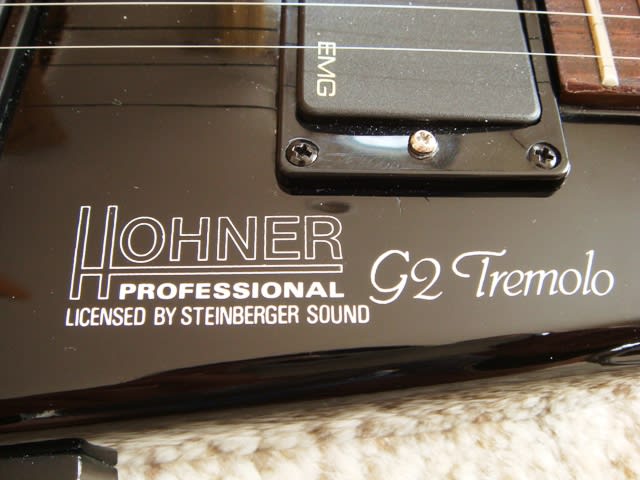 EMG
HOHNER
PROFESSIONAL
LICENSED BY STEINBERGER SOUND
G2 Tremolo